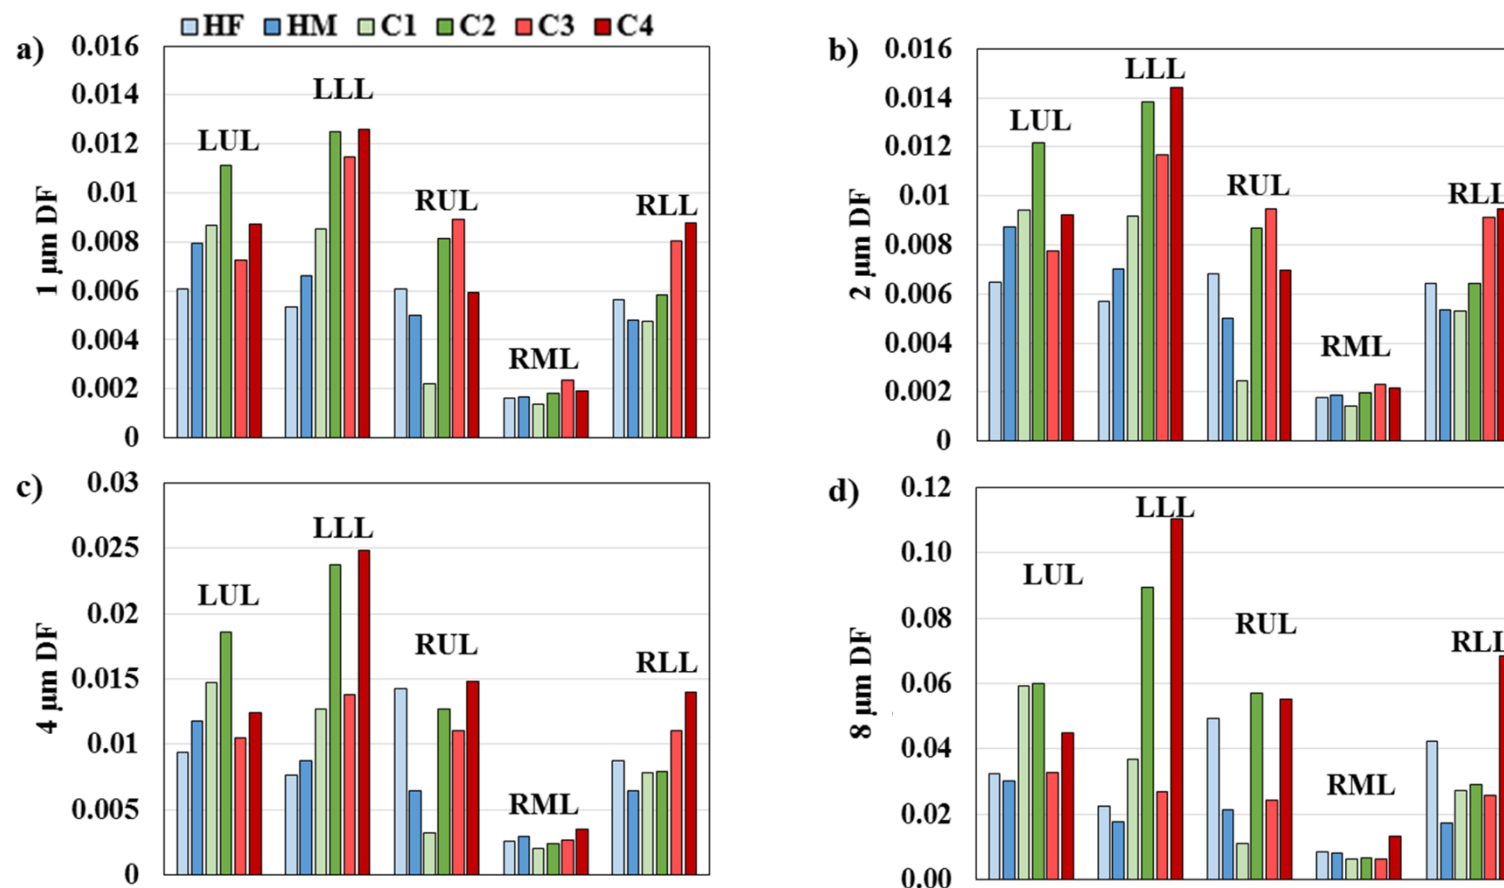 HF HM C1 C2 C3 C4
a)
1 µm DF
0.016
0.014
0.012
0.01
0.008
0.006
0.004
0.002
0
LUL
LLL
RUL
RML
RLL
b)
2 µm DF
0.016
0.014
0.012
0.01
0.008
0.006
0.004
0.002
0
LUL
LLL
RUL
RML
RLL
c)
4 µm DF
0.03
0.025
0.02
0.015
0.01
0.005
0
LUL
LLL
RUL
RML
RLL
d)
8 µm DF
0.12
0.10
0.08
0.06
0.04
0.02
0.00
LUL
LLL
RUL
RML
RLL